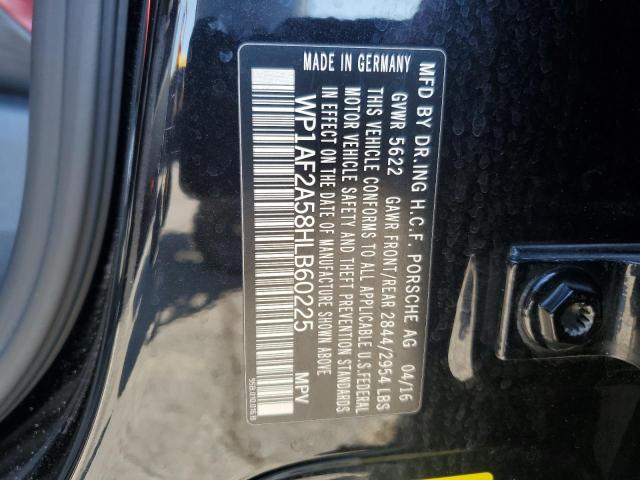 MFD BY DR.ING H.C.F. PORSCHE AG 04/16
GVWR 5622 GAWR FRONT/REAR 2844/2954 LBS
THIS VEHICLE CONFORMS TO ALL APPLICABLE U.S.FEDERAL
MOTOR VEHICLE SAFETY AND THEFT PREVENTION STANDARDS
IN EFFECT ON THE DATE OF MANUFACTURE SHOWN ABOVE
WP1AF2A58HLB60225 MPV
MADE IN GERMANY